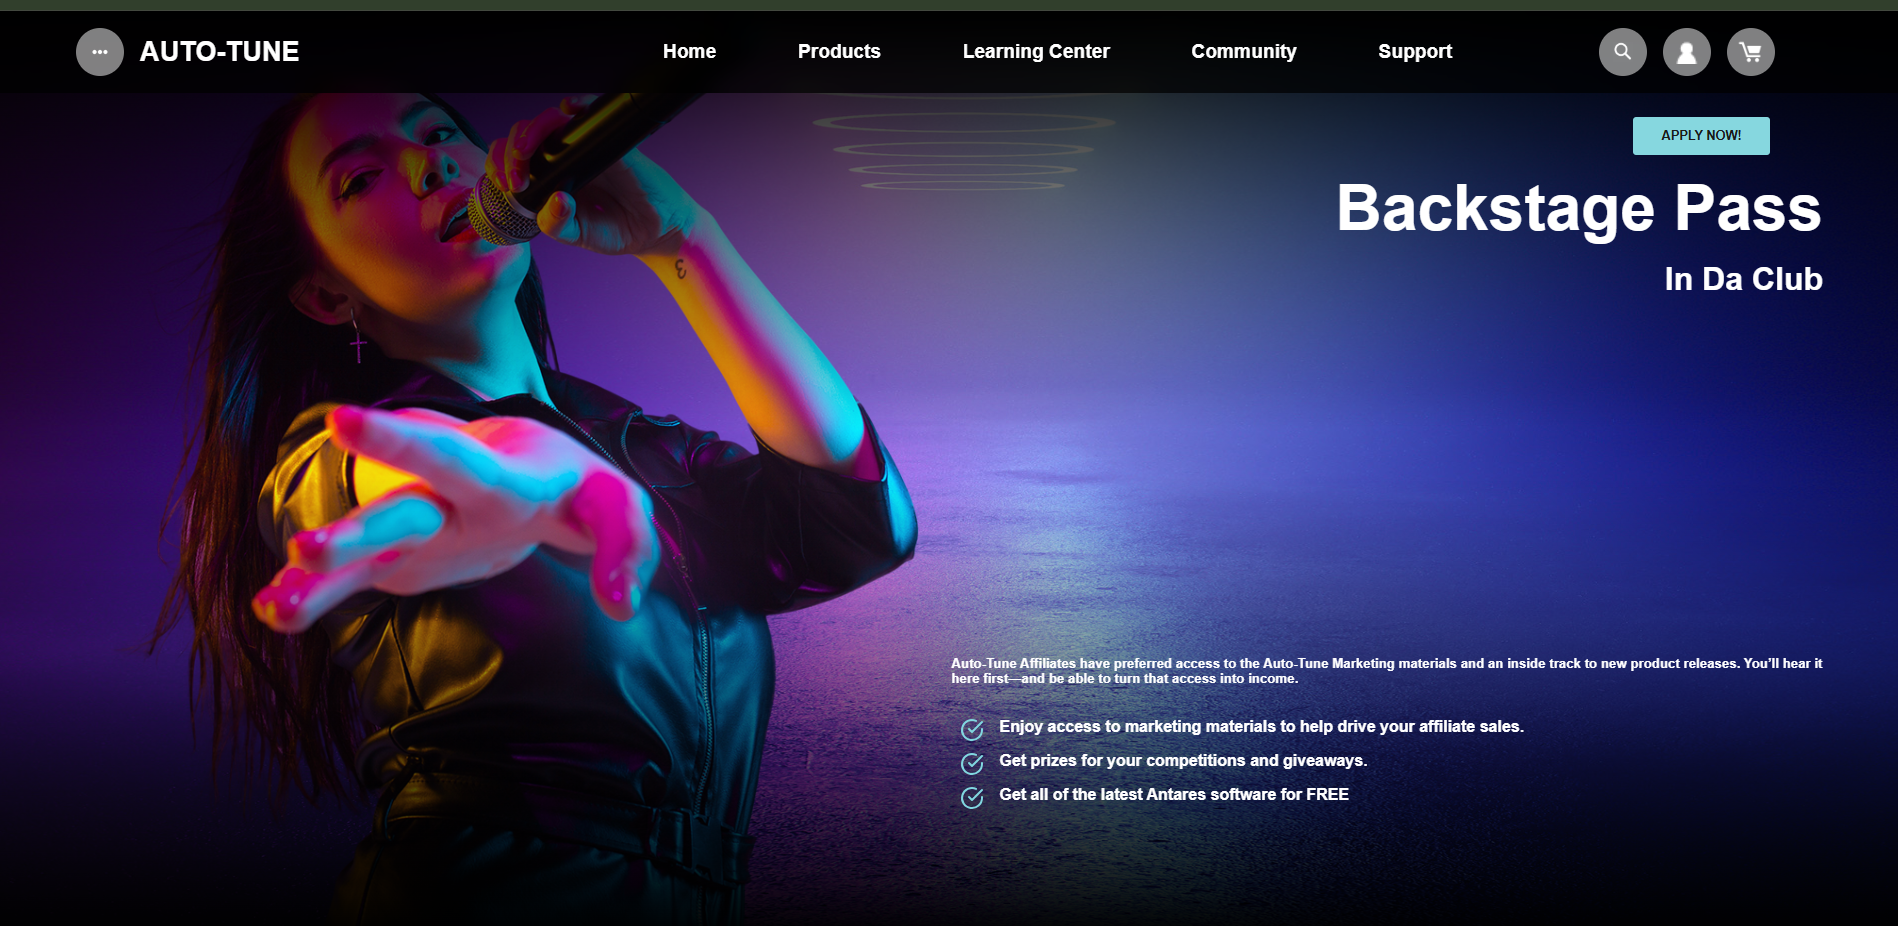 AUTO-TUNE
Home
Products
Learning Center
Community
Support
APPLY NOW!
Backstage Pass
In Da Club
Auto-Tune Affiliates have preferred access to the Auto-Tune Marketing materials and an inside track to new product releases. You’ll hear it
here first—and be able to turn that access into income.
Enjoy access to marketing materials to help drive your affiliate sales.
Get prizes for your competitions and giveaways.
Get all of the latest Antares software for FREE